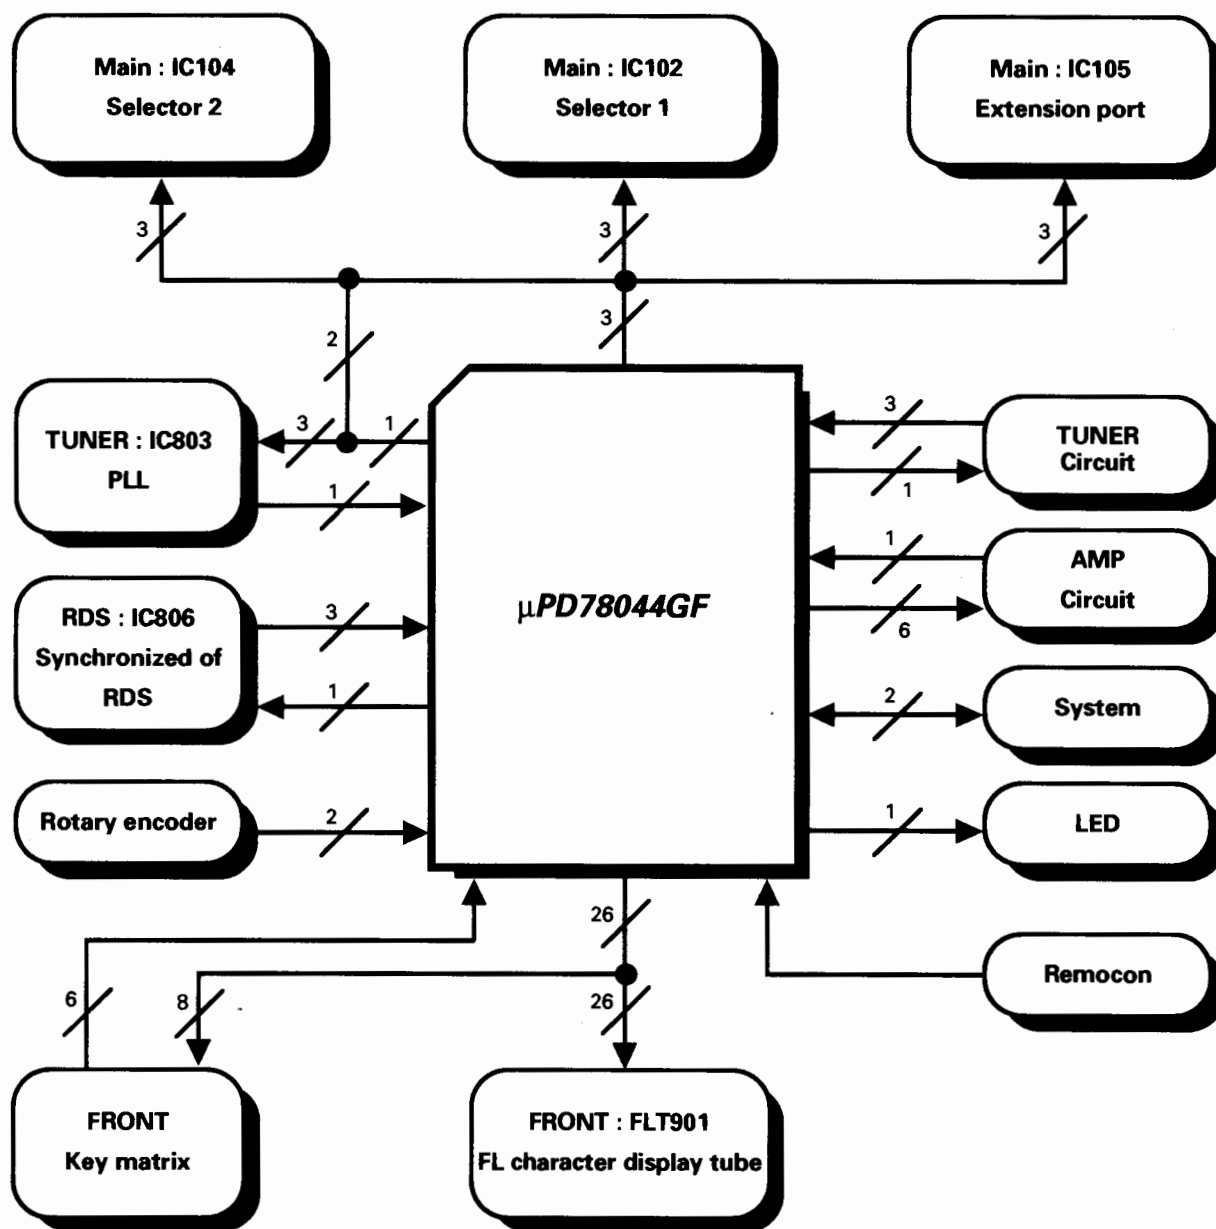 Main : IC104
Selector 2
Main : IC102
Selector 1
Main : IC105
Extension port
3
3
3
3
2
TUNER : IC803
PLL
3
1
1
3
1
TUNER
Circuit
RDS : IC806
Synchronized of
RDS
3
1
µPD78044GF
1
6
AMP
Circuit
2
System
Rotary encoder
2
1
LED
26
Remocon
6
8
26
FRONT
Key matrix
FRONT : FLT901
FL character display tube